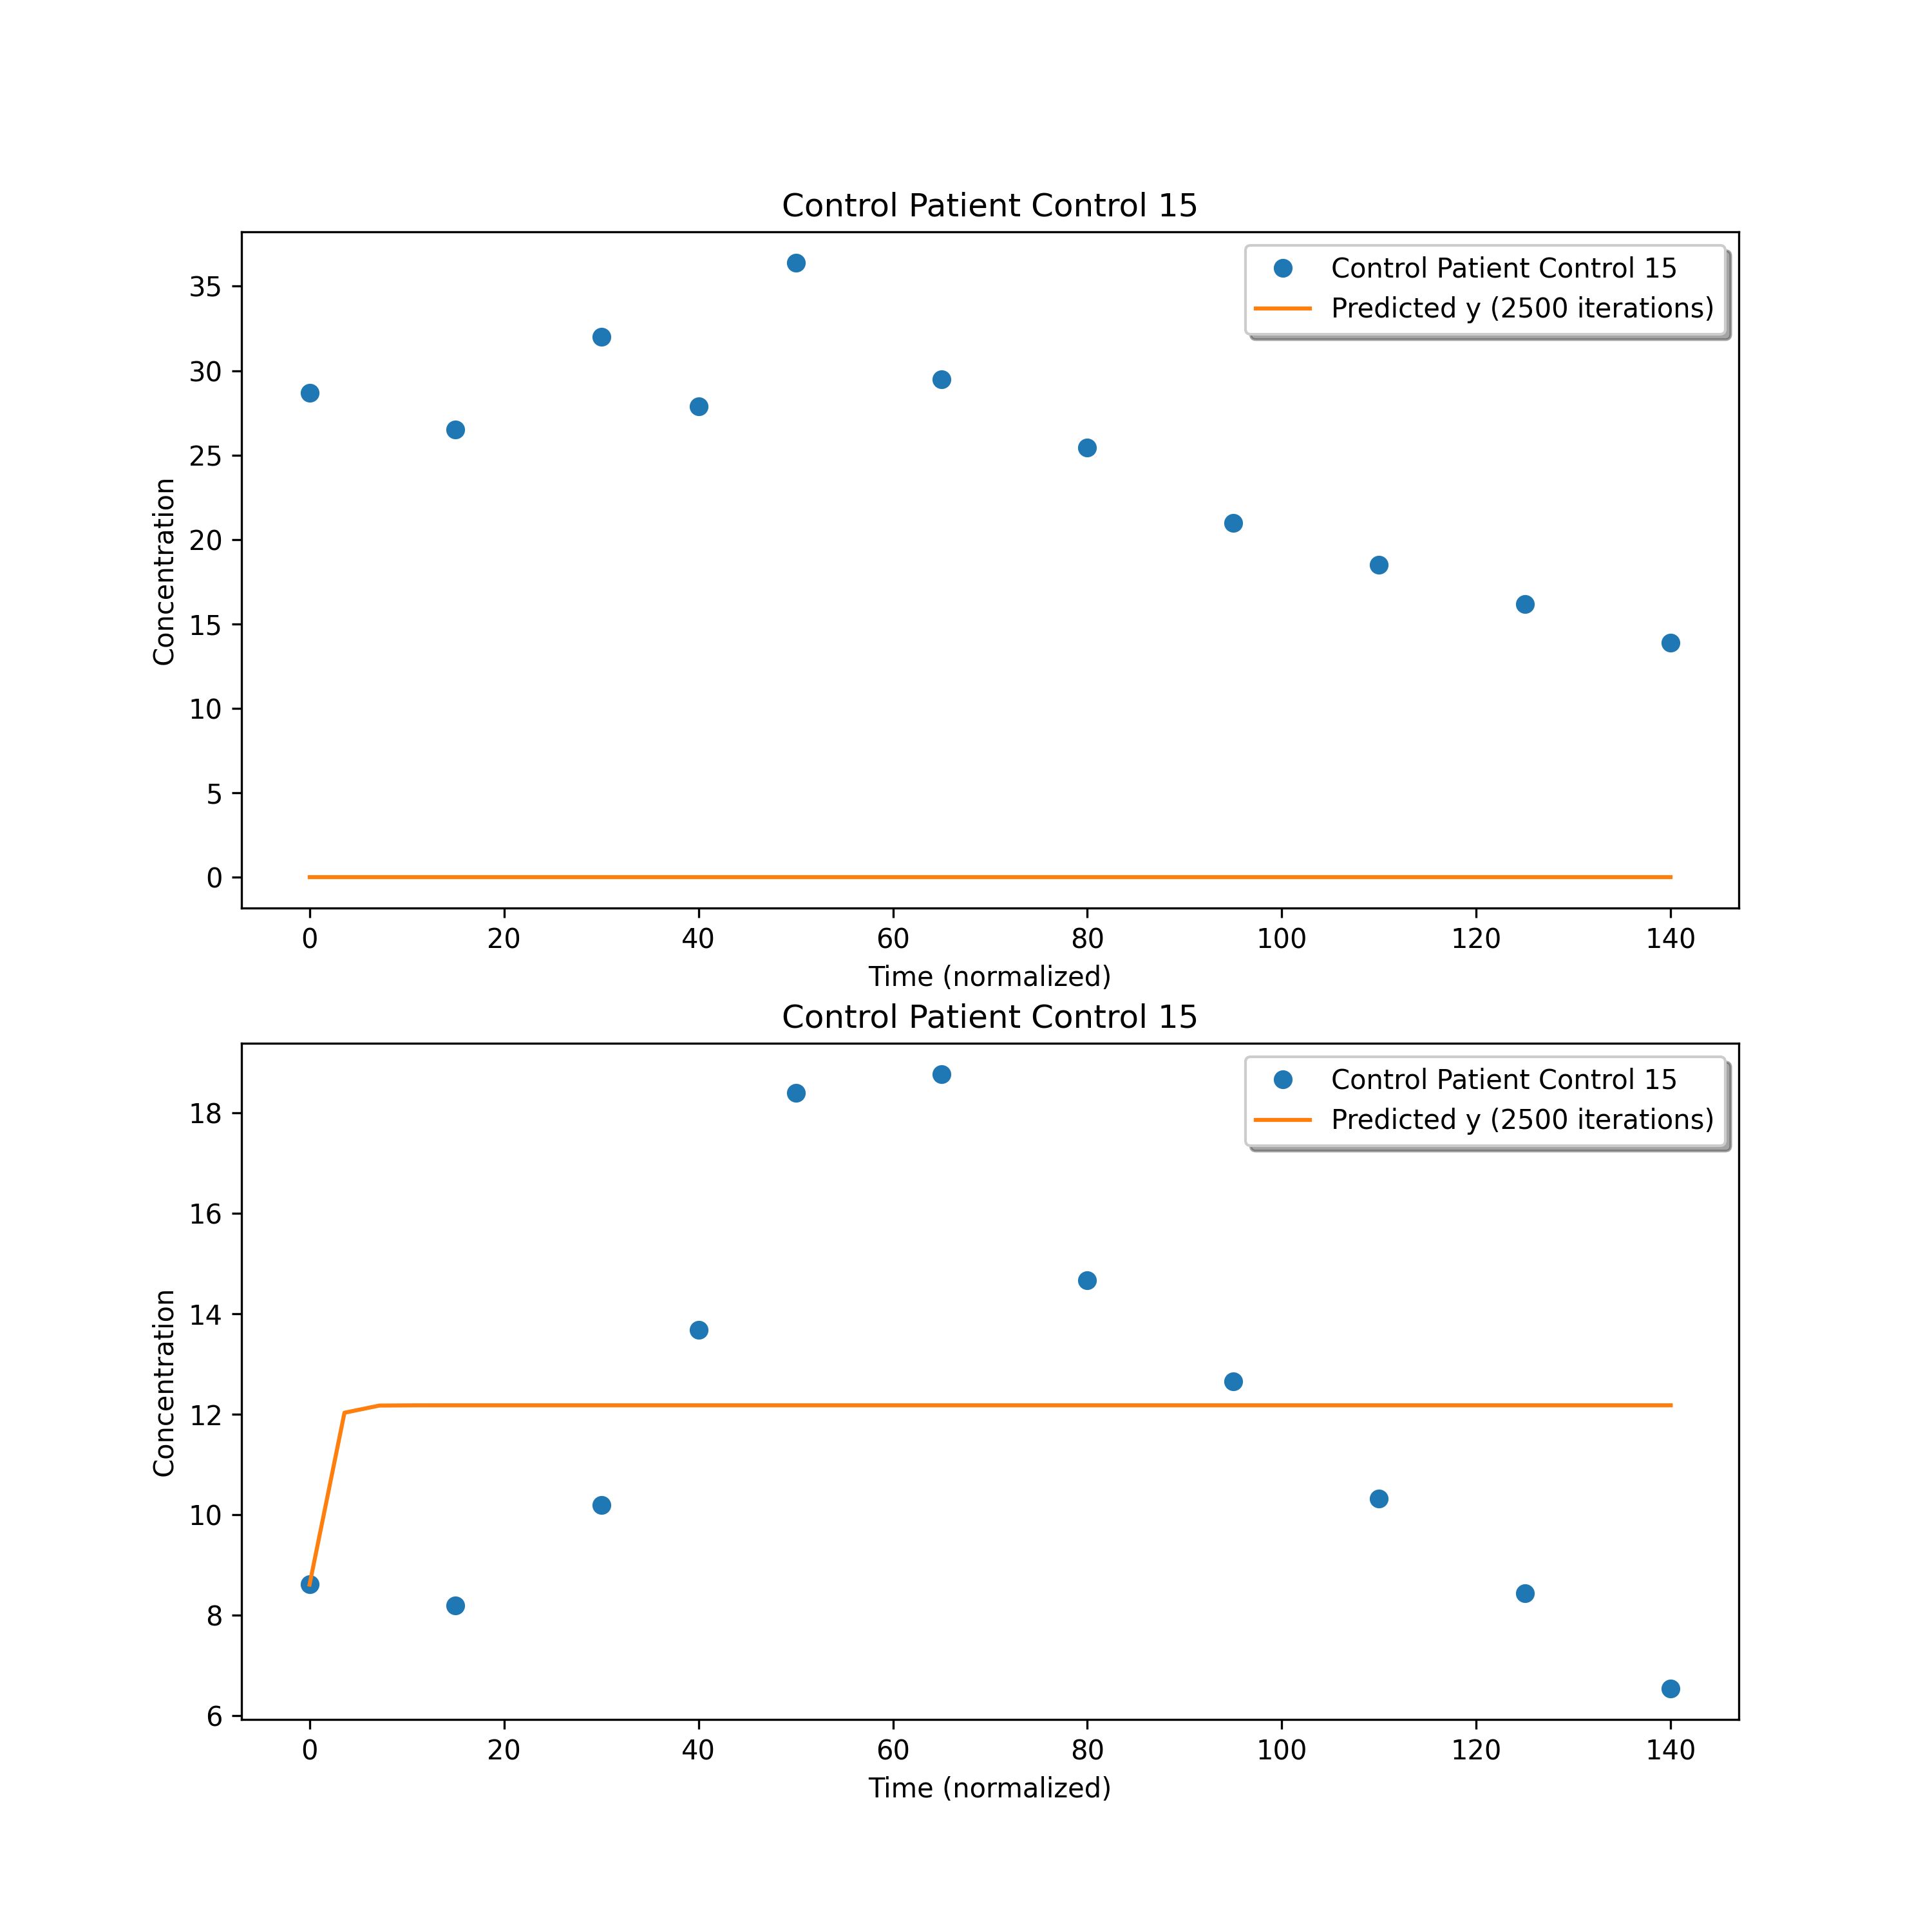 Control Patient Control 15
Control Patient Control 15
Predicted y (2500 iterations)
35
30
25
20
15
10
5
0
Concentration
0 20 40 60 80 100 120 140
Time (normalized)
Control Patient Control 15
Control Patient Control 15
Predicted y (2500 iterations)
18
16
14
12
10
8
6
Concentration
0 20 40 60 80 100 120 140
Time (normalized)